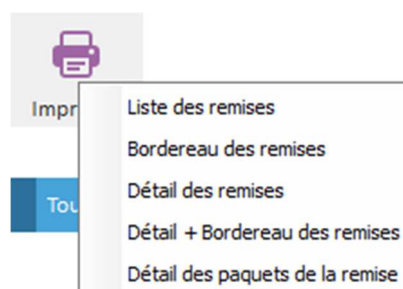 Impr
Liste des remises
Bordereau des remises
Détail des remises
Tou
Détail + Bordereau des remises
Détail des paquets de la remise